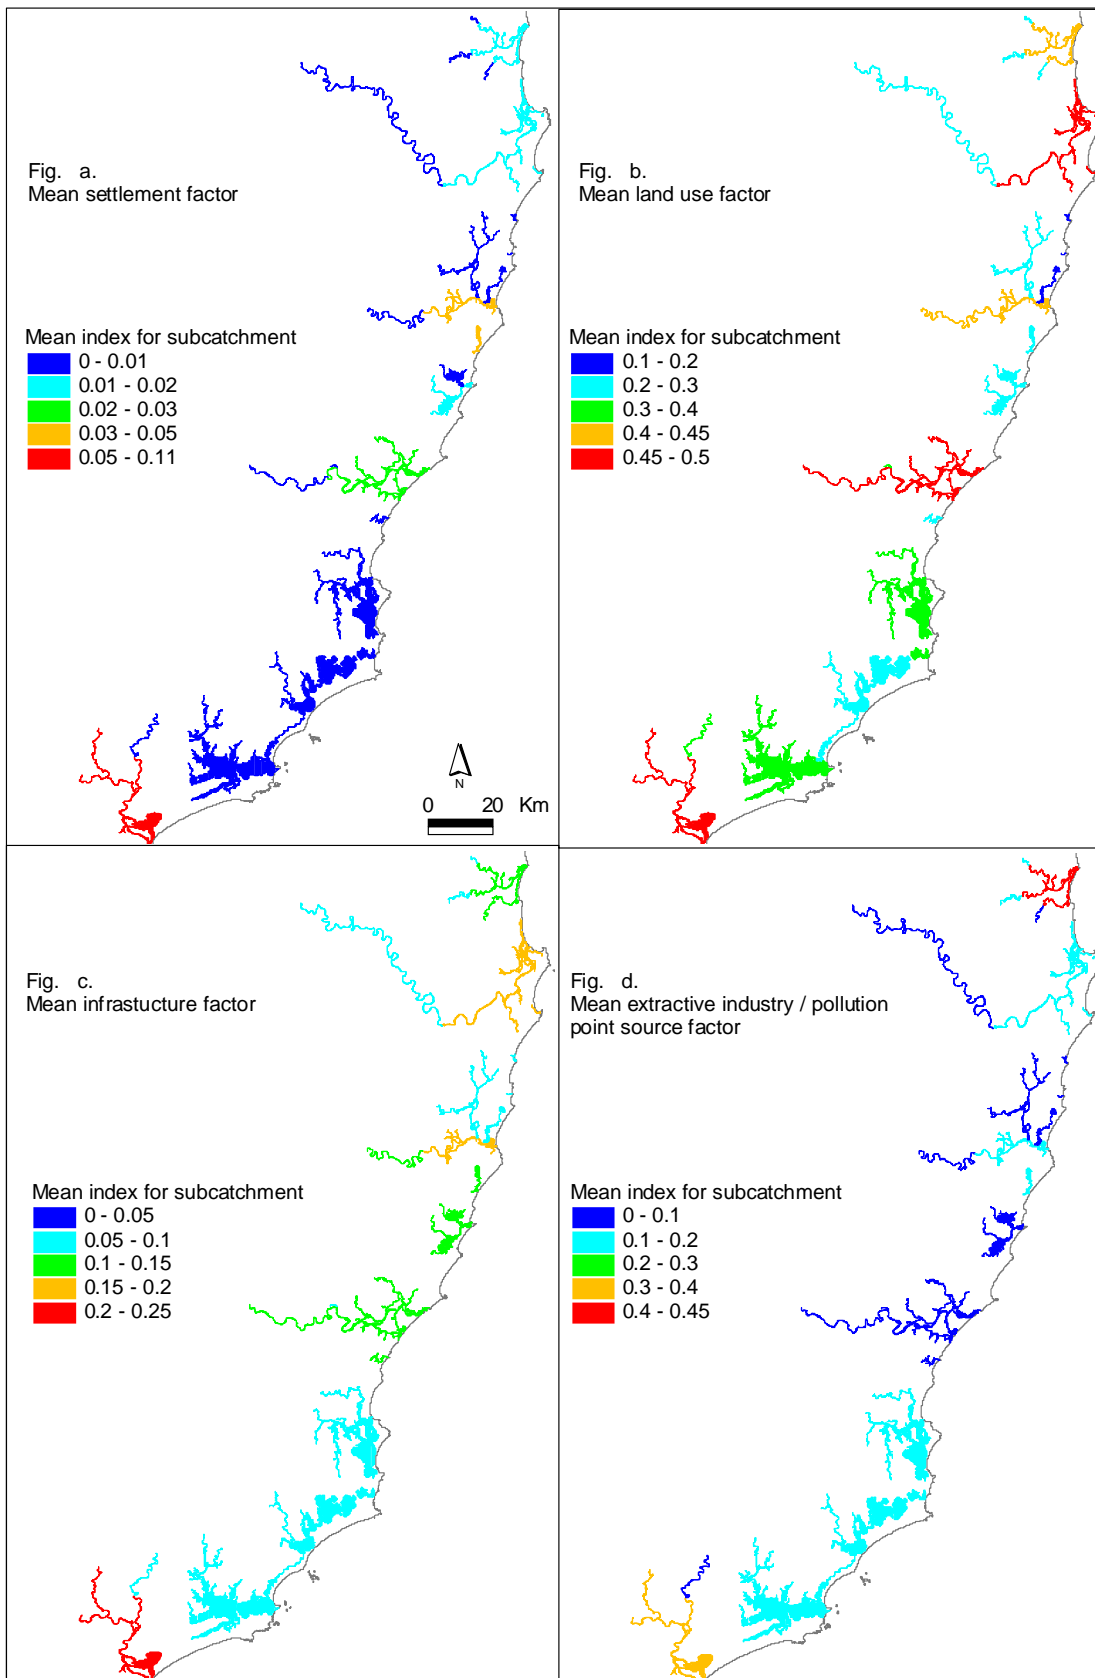 Fig. a.
Mean settlement factor
Mean index for subcatchment
0 - 0.01
0.01 - 0.02
0.02 - 0.03
0.03 - 0.05
0.05 - 0.11
N
0 20 Km
Fig. b.
Mean land use factor
Mean index for subcatchment
0.1 - 0.2
0.2 - 0.3
0.3 - 0.4
0.4 - 0.45
0.45 - 0.5
Fig. c.
Mean infrastucture factor
Mean index for subcatchment
0 - 0.05
0.05 - 0.1
0.1 - 0.15
0.15 - 0.2
0.2 - 0.25
Fig. d.
Mean extractive industry / pollution
point source factor
Mean index for subcatchment
0 - 0.1
0.1 - 0.2
0.2 - 0.3
0.3 - 0.4
0.4 - 0.45